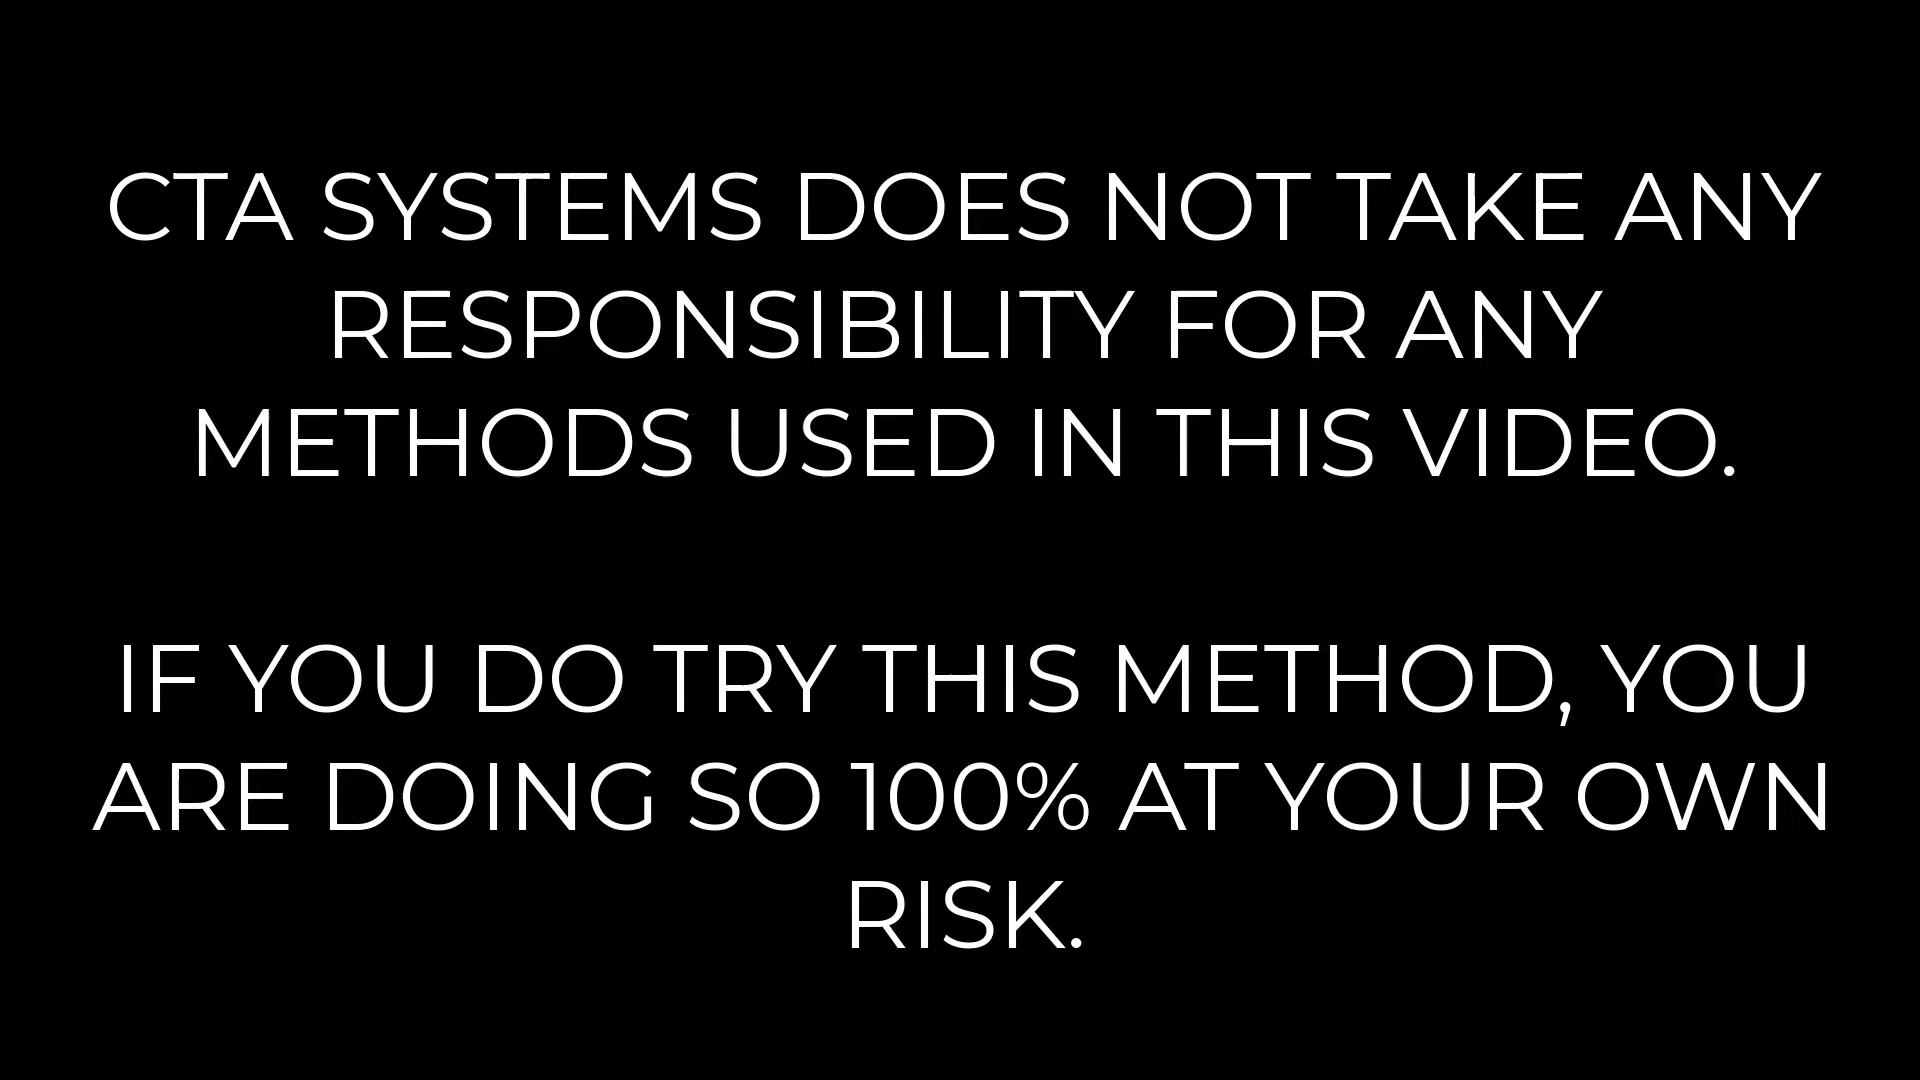 CTA SYSTEMS DOES NOT TAKE ANY
RESPONSIBILITY FOR ANY
METHODS USED IN THIS VIDEO.
IF YOU DO TRY THIS METHOD, YOU
ARE DOING SO 100% AT YOUR OWN
RISK.